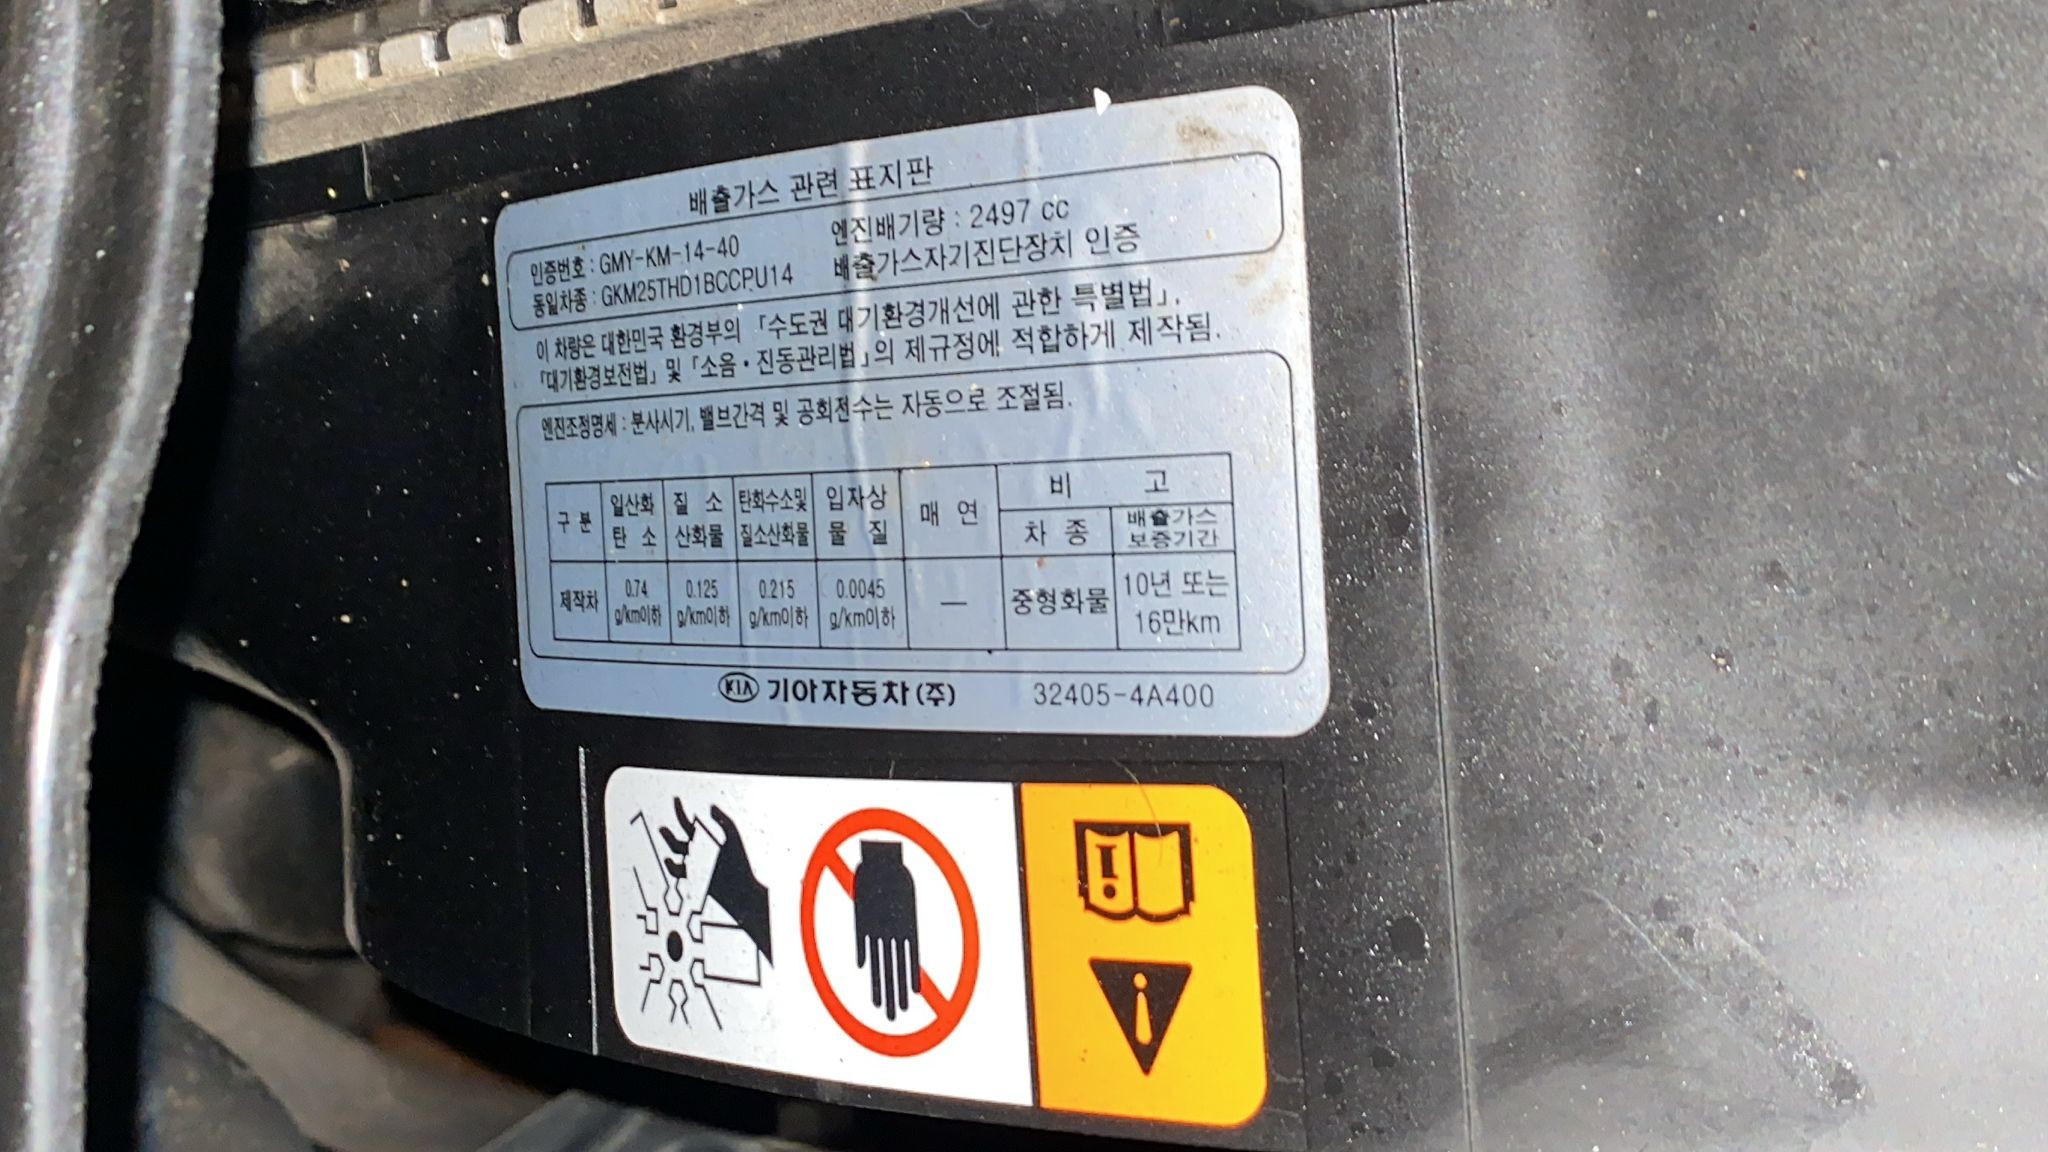 배출가스 관련 표지판
인증번호 : GMY-KM-14-40 엔진배기량 : 2497 cc
동일차종 : GKM25THD1BCCPU14 배출가스자기진단장치 인증
이 차량은 대한민국 환경부의 「수도권 대기환경개선에 관한 특별법」,
「대기환경보전법」 및 「소음·진동관리법」의 제규정에 적합하게 제작됨.
엔진조정명세 : 분사시기, 밸브간격 및 공회전수는 자동으로 조절됨.
구분 일산화탄소 질소산화물 탄화수소및질소산화물 입자상물질 매연 비고
차종 배출가스보증기간
제작차 0.74 g/km이하 0.125 g/km이하 0.215 g/km이하 0.0045 g/km이하 — 중형화물 10년 또는 16만km
KIA 기아자동차(주) 32405-4A400